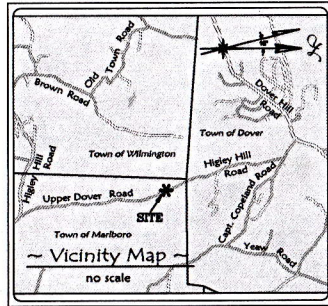 Old
Town Road
Brown Road
Dover Hill
Road
Town of Dover
Town of Wilmington
Higley Hill
Road
Higley Hill
Road
Upper Dover Road
SITE
Capt. Copeland Road
Town of Marlboro
~ Vicinity Map ~
no scale
Yeaw Road